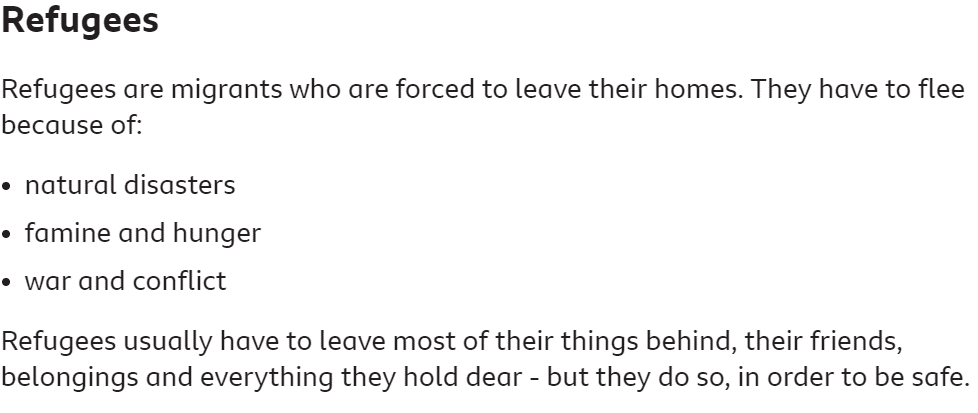 Refugees
Refugees are migrants who are forced to leave their homes. They have to flee
because of:
• natural disasters
• famine and hunger
• war and conflict
Refugees usually have to leave most of their things behind, their friends,
belongings and everything they hold dear - but they do so, in order to be safe.